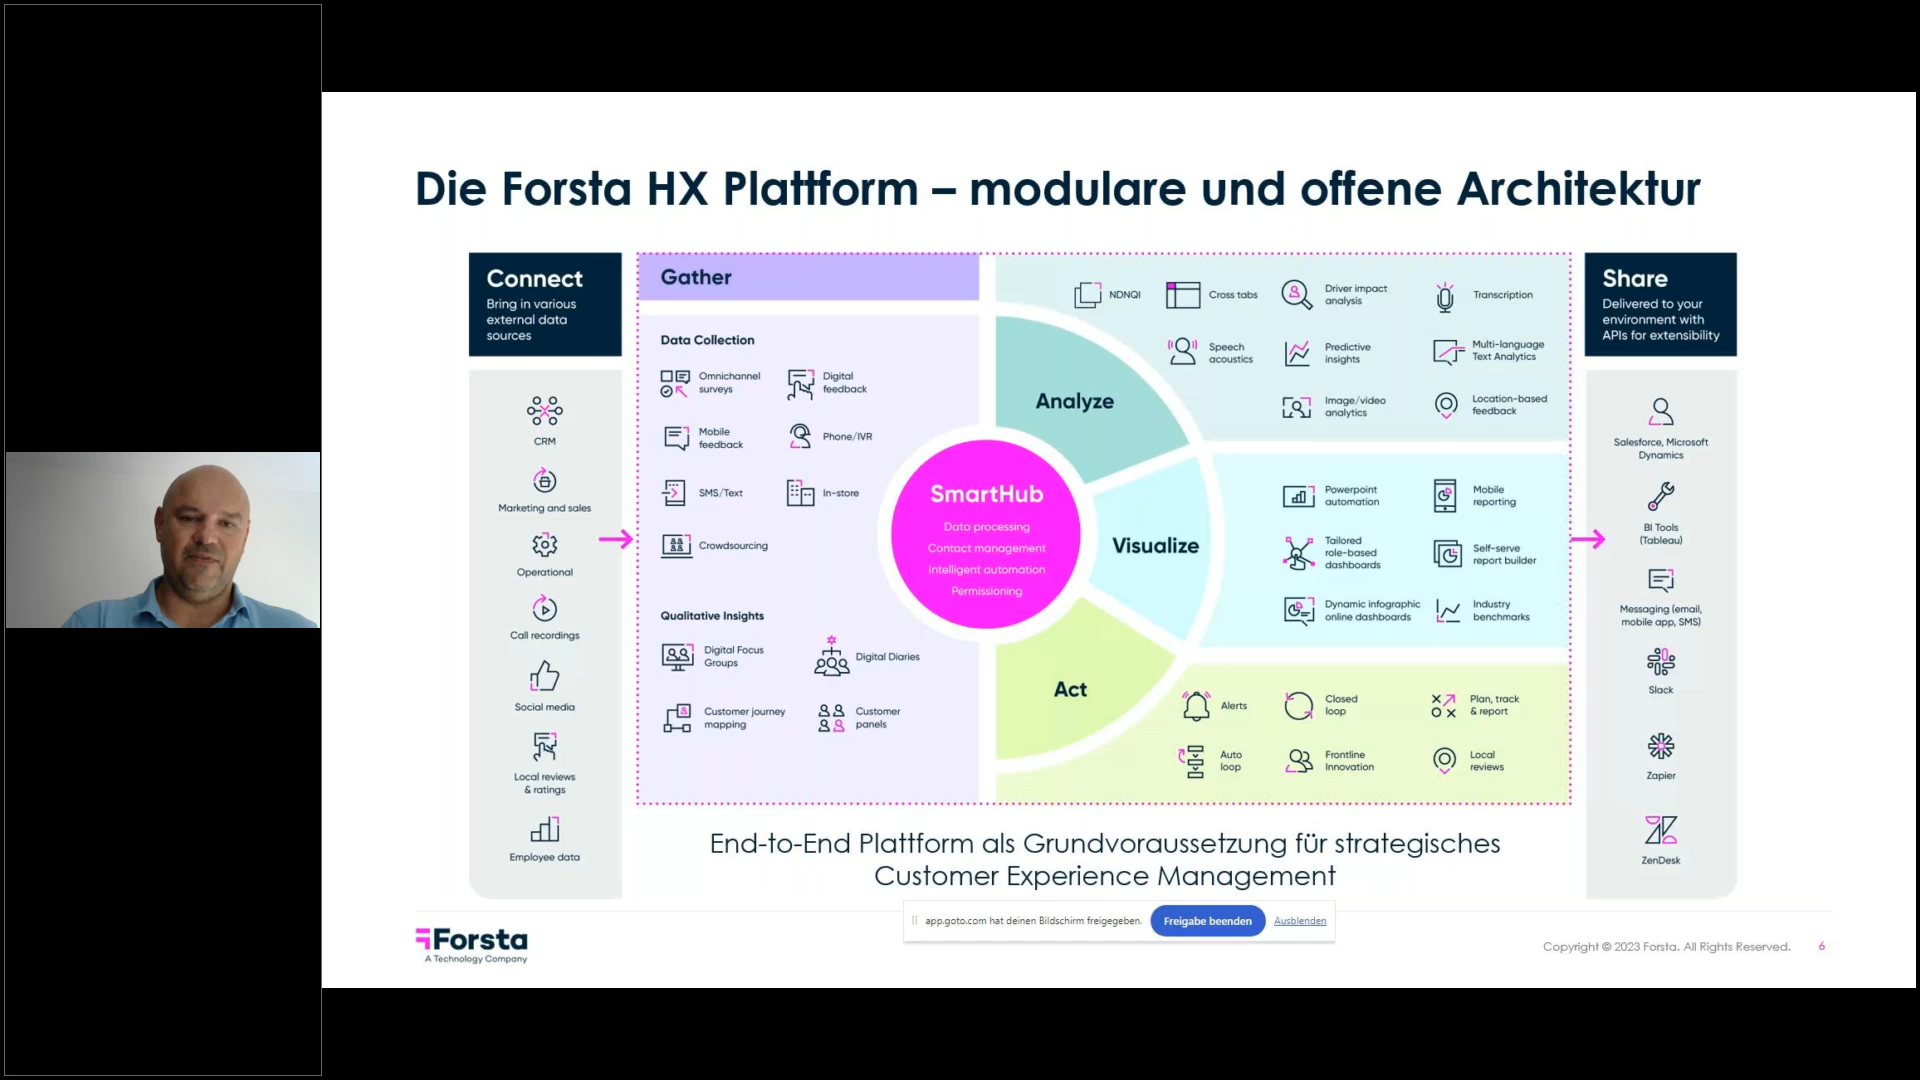 Die Forsta HX Plattform – modulare und offene Architektur
Connect
Bring in various
external data
sources
CRM
Marketing and sales
Operational
Call recordings
Social media
Local reviews
& ratings
Employee data
Gather
Data Collection
Omnichannel
surveys
Digital
feedback
Mobile
feedback
Phone/IVR
SMS/Text
In-store
Crowdsourcing
Qualitative Insights
Digital Focus
Groups
Digital Diaries
Customer journey
mapping
Customer
panels
SmartHub
Data processing
Contact management
Intelligent automation
Permissioning
Analyze
NDNQI
Cross tabs
Driver impact
analysis
Transcription
Speech
acoustics
Predictive
insights
Multi-language
Text Analytics
Image/video
analytics
Location-based
feedback
Visualize
Powerpoint
automation
Mobile
reporting
Tailored
role-based
dashboards
Self-serve
report builder
Dynamic infographic
online dashboards
Industry
benchmarks
Act
Alerts
Closed
loop
Plan, track
& report
Auto
loop
Frontline
Innovation
Local
reviews
Share
Delivered to your
environment with
APIs for extensibility
Salesforce, Microsoft
Dynamics
BI Tools
(Tableau)
Messaging (email,
mobile app, SMS)
Slack
Zapier
ZenDesk
End-to-End Plattform als Grundvoraussetzung für strategisches
Customer Experience Management
app.goto.com hat deinen Bildschirm freigegeben.
Freigabe beenden
Ausblenden
Forsta
A Technology Company
Copyright © 2023 Forsta. All Rights Reserved.
6